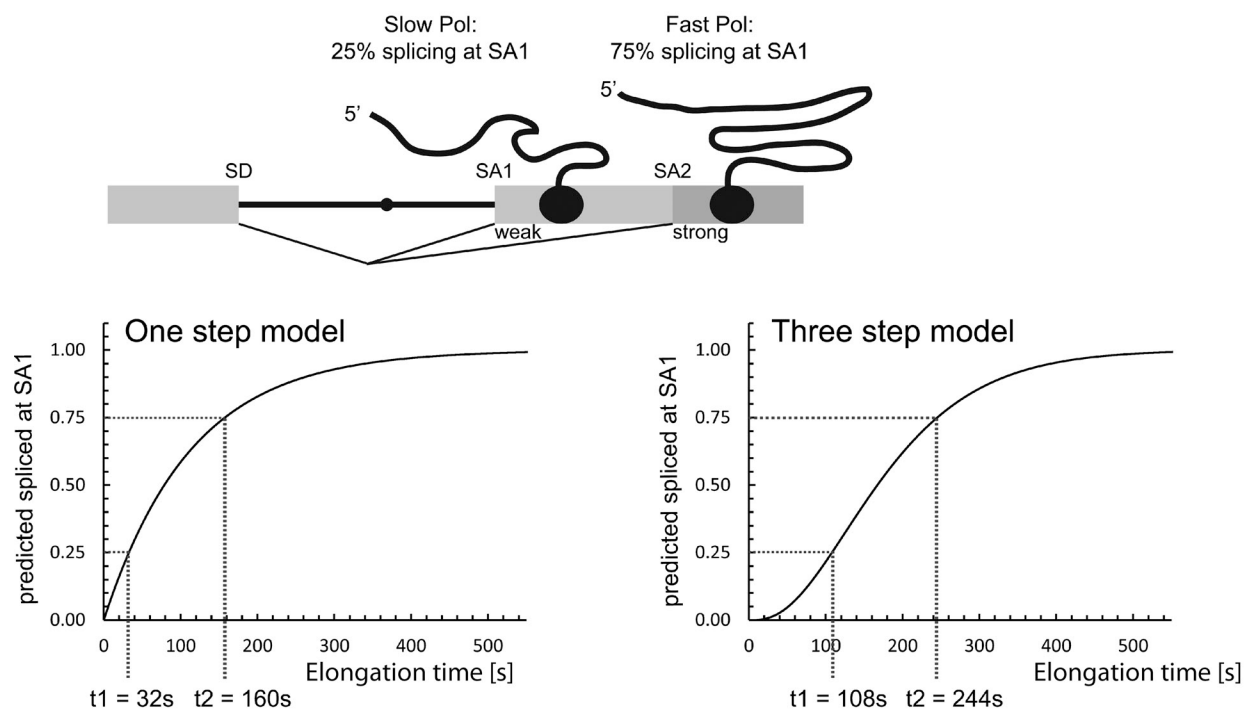 Slow Pol:
25% splicing at SA1
Fast Pol:
75% splicing at SA1
5’
5’
SD
SA1
SA2
weak
strong
One step model
predicted spliced at SA1
1.00
0.75
0.50
0.25
0.00
0 100 200 300 400 500
Elongation time [s]
t1 = 32s t2 = 160s
Three step model
predicted spliced at SA1
1.00
0.75
0.50
0.25
0.00
0 100 200 300 400 500
Elongation time [s]
t1 = 108s t2 = 244s